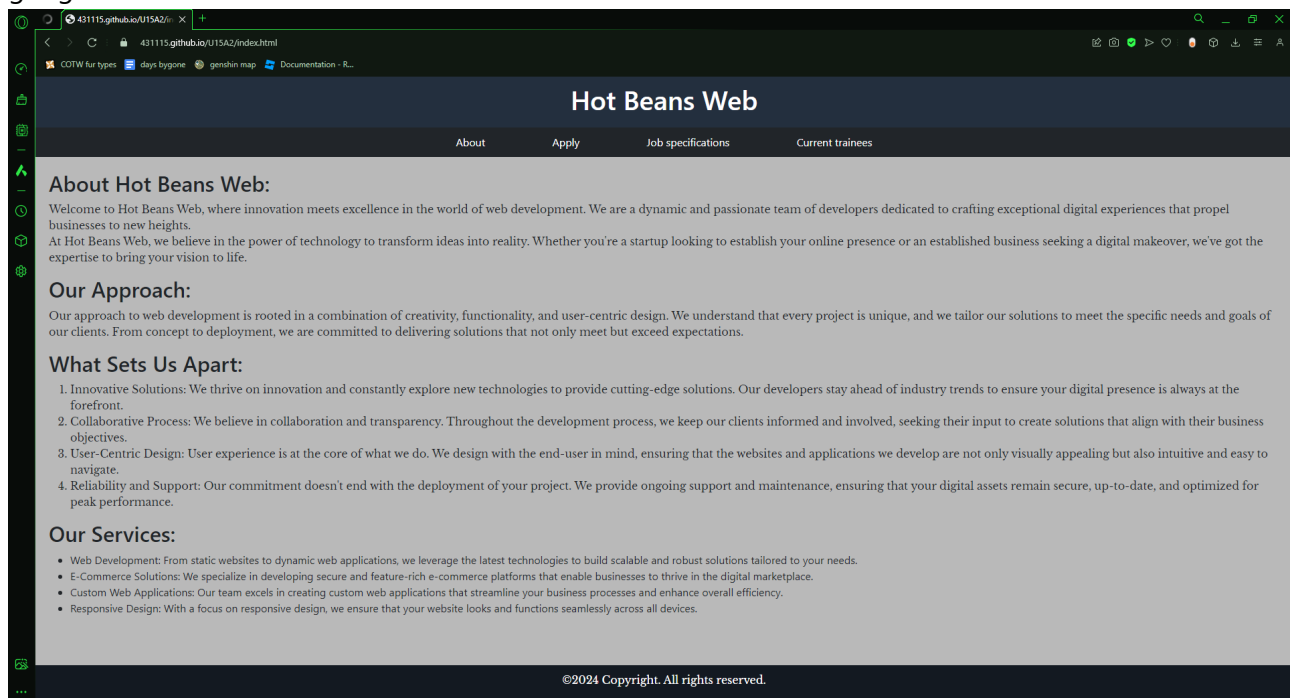 431115.github.io/U15A2/in
431115.github.io/U15A2/index.html
COTW fur types days bygone genshin map Documentation - R...
Hot Beans Web
About Apply Job specifications Current trainees
About Hot Beans Web:
Welcome to Hot Beans Web, where innovation meets excellence in the world of web development. We are a dynamic and passionate team of developers dedicated to crafting exceptional digital experiences that propel
businesses to new heights.
At Hot Beans Web, we believe in the power of technology to transform ideas into reality. Whether you're a startup looking to establish your online presence or an established business seeking a digital makeover, we've got the
expertise to bring your vision to life.
Our Approach:
Our approach to web development is rooted in a combination of creativity, functionality, and user-centric design. We understand that every project is unique, and we tailor our solutions to meet the specific needs and goals of
our clients. From concept to deployment, we are committed to delivering solutions that not only meet but exceed expectations.
What Sets Us Apart:
1. Innovative Solutions: We thrive on innovation and constantly explore new technologies to provide cutting-edge solutions. Our developers stay ahead of industry trends to ensure your digital presence is always at the
forefront.
2. Collaborative Process: We believe in collaboration and transparency. Throughout the development process, we keep our clients informed and involved, seeking their input to create solutions that align with their business
objectives.
3. User-Centric Design: User experience is at the core of what we do. We design with the end-user in mind, ensuring that the websites and applications we develop are not only visually appealing but also intuitive and easy to
navigate.
4. Reliability and Support: Our commitment doesn't end with the deployment of your project. We provide ongoing support and maintenance, ensuring that your digital assets remain secure, up-to-date, and optimized for
peak performance.
Our Services:
• Web Development: From static websites to dynamic web applications, we leverage the latest technologies to build scalable and robust solutions tailored to your needs.
• E-Commerce Solutions: We specialize in developing secure and feature-rich e-commerce platforms that enable businesses to thrive in the digital marketplace.
• Custom Web Applications: Our team excels in creating custom web applications that streamline your business processes and enhance overall efficiency.
• Responsive Design: With a focus on responsive design, we ensure that your website looks and functions seamlessly across all devices.
©2024 Copyright. All rights reserved.